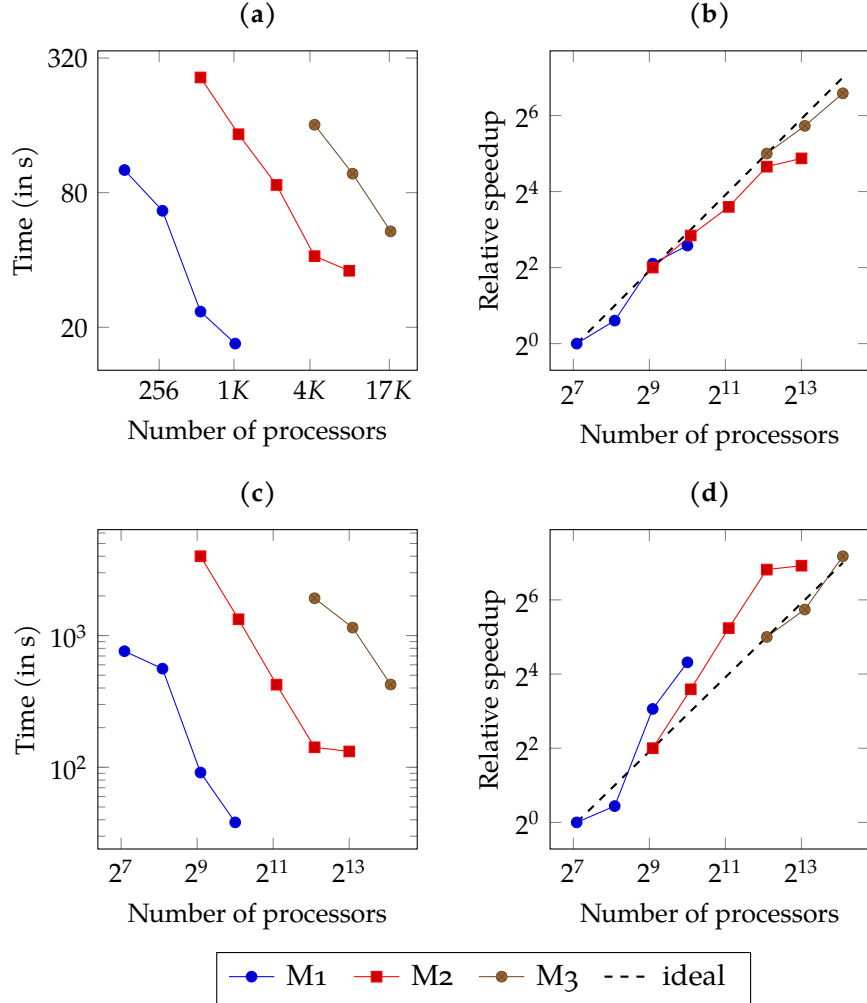 (a)
320
80
20
Time (in s)
256 1K 4K 17K
Number of processors
(b)
2^6
2^4
2^2
2^0
Relative speedup
2^7 2^9 2^11 2^13
Number of processors
(c)
10^3
10^2
Time (in s)
2^7 2^9 2^11 2^13
Number of processors
(d)
2^6
2^4
2^2
2^0
Relative speedup
2^7 2^9 2^11 2^13
Number of processors
M1 M2 M3 ideal